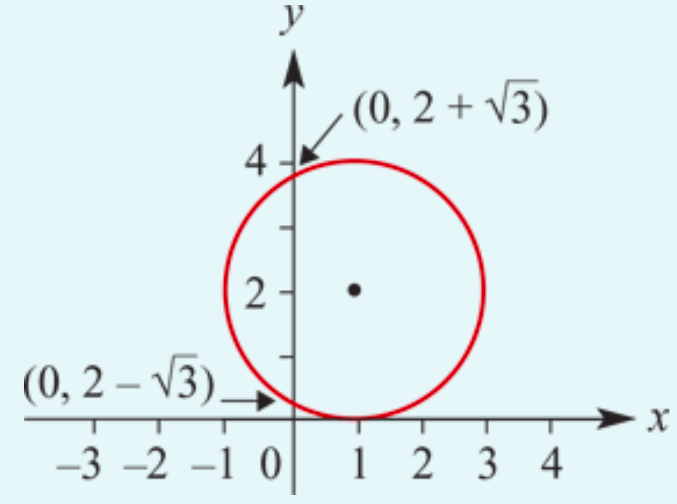 y
(0, 2 + √3)
4
2
(0, 2 – √3)
x
–3 –2 –1 0 1 2 3 4